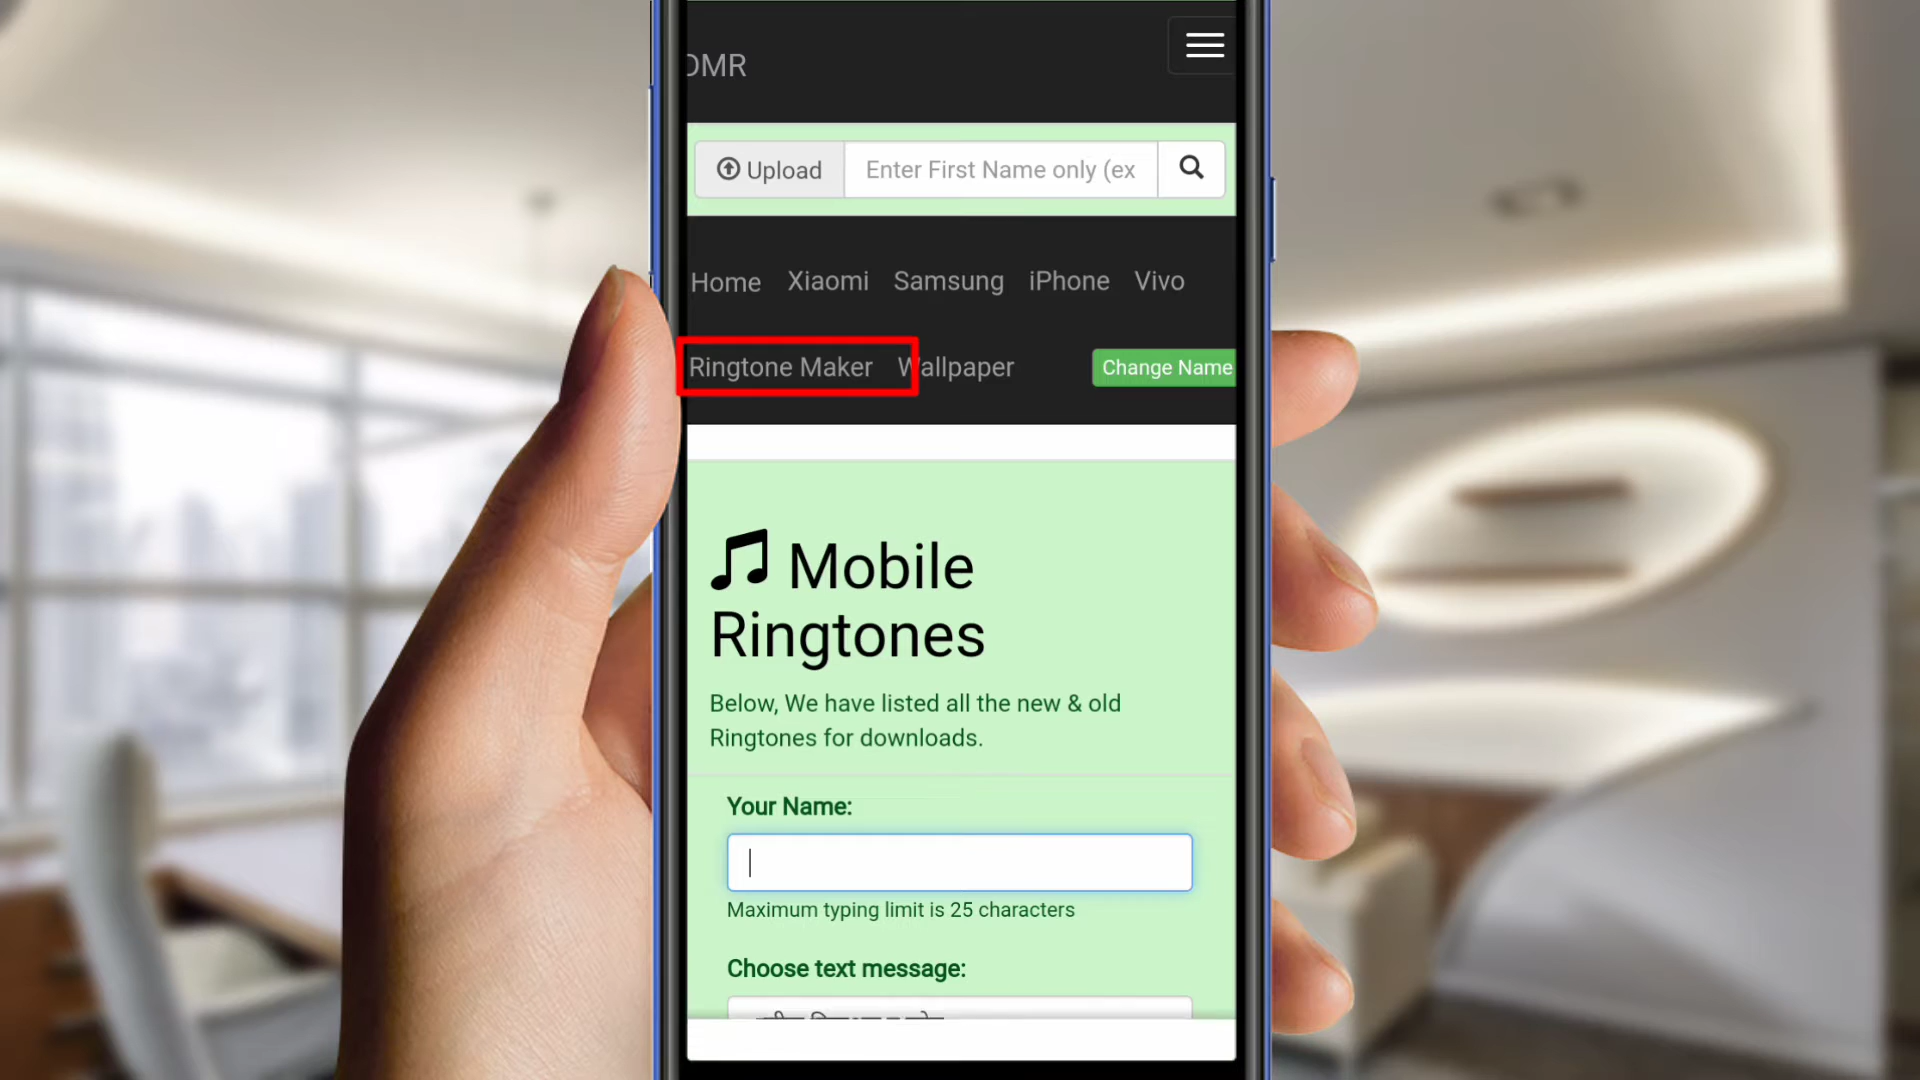 DMR
Upload
Enter First Name only (ex
Home Xiaomi Samsung iPhone Vivo
Ringtone Maker Wallpaper Change Name
Mobile
Ringtones
Below, We have listed all the new & old
Ringtones for downloads.
Your Name:
Maximum typing limit is 25 characters
Choose text message: